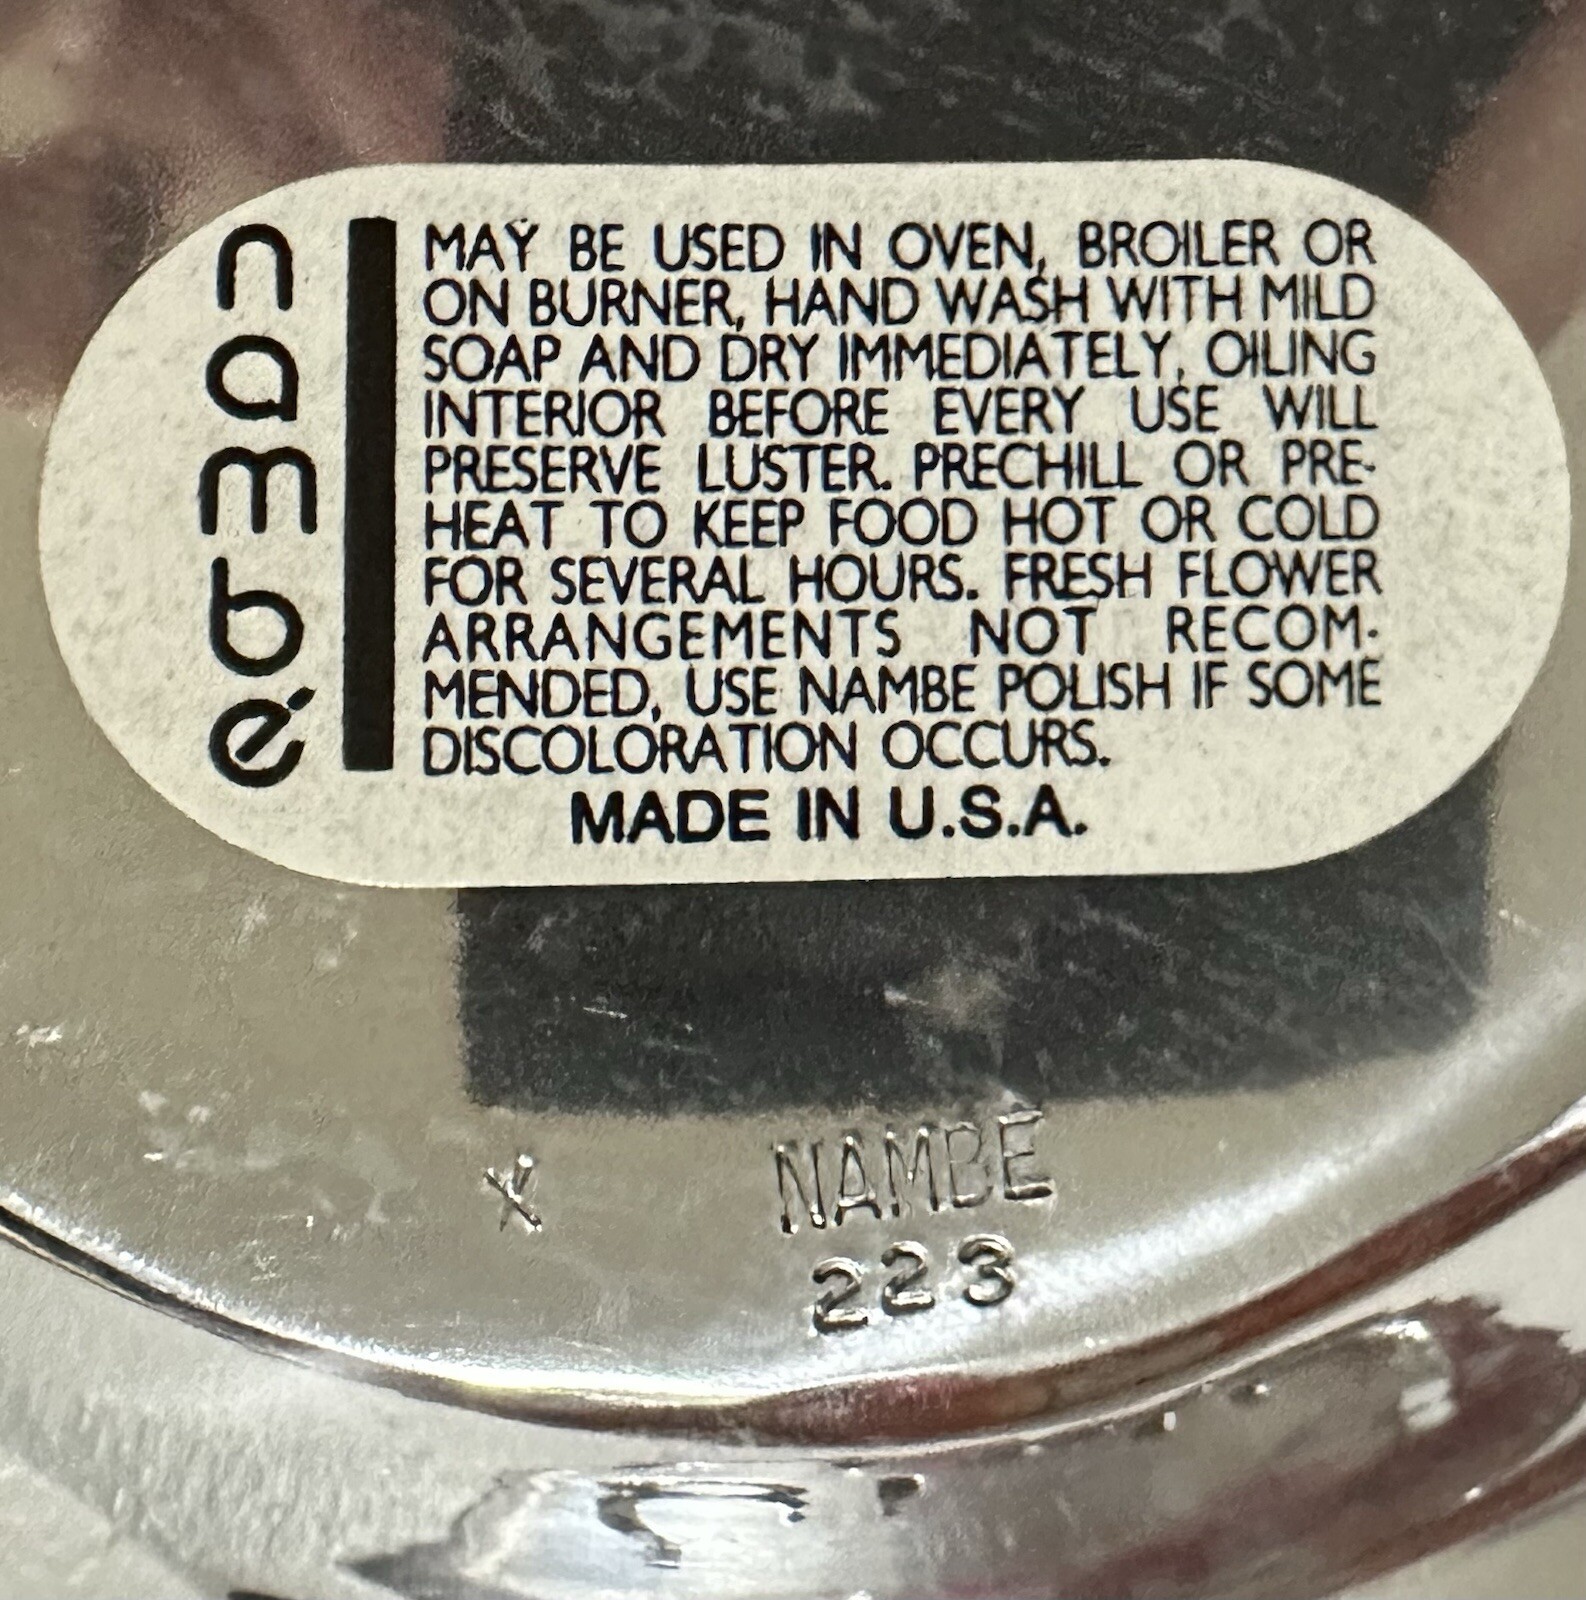 nambé
MAY BE USED IN OVEN, BROILER OR
ON BURNER, HAND WASH WITH MILD
SOAP AND DRY IMMEDIATELY, OILING
INTERIOR BEFORE EVERY USE WILL
PRESERVE LUSTER. PRECHILL OR PRE-
HEAT TO KEEP FOOD HOT OR COLD
FOR SEVERAL HOURS. FRESH FLOWER
ARRANGEMENTS NOT RECOM-
MENDED, USE NAMBE POLISH IF SOME
DISCOLORATION OCCURS.
MADE IN U.S.A.
X NAMBÉ
223